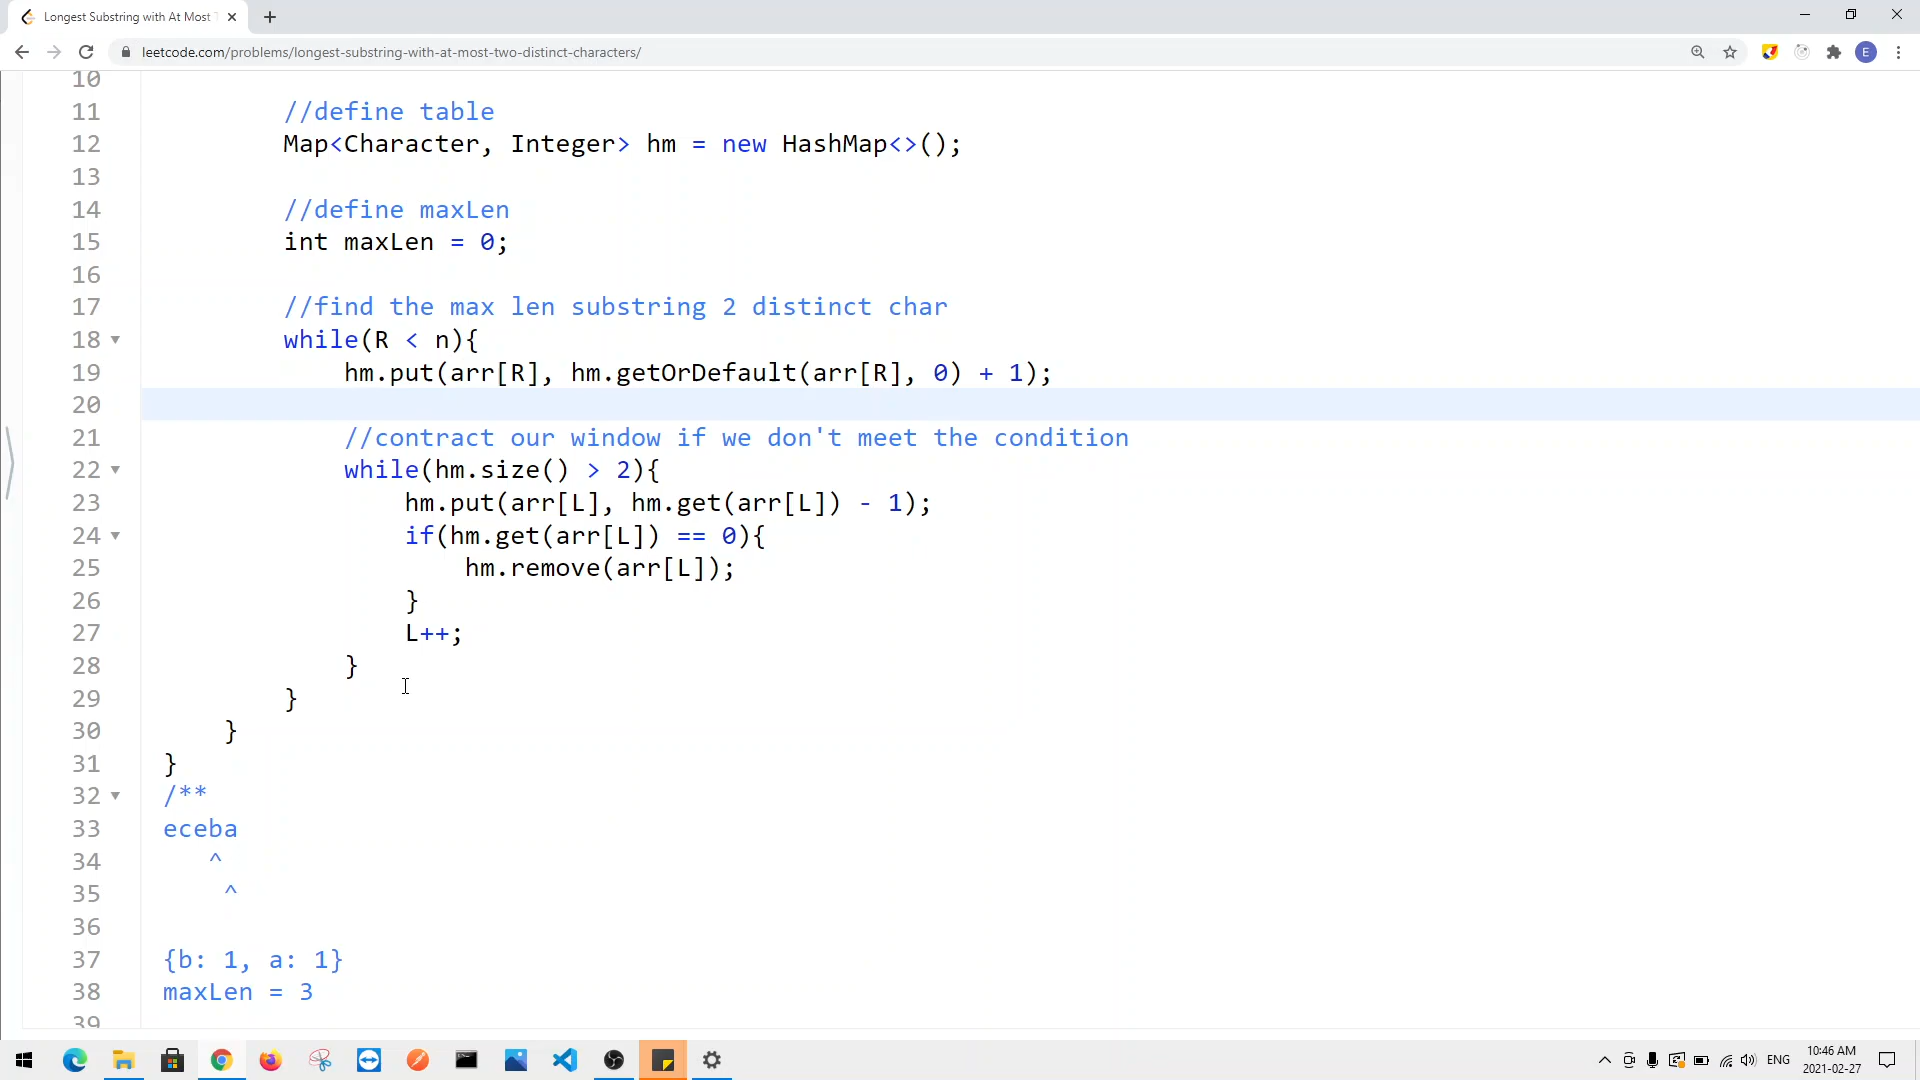 Longest Substring with At Most
leetcode.com/problems/longest-substring-with-at-most-two-distinct-characters/
E
10
11 //define table
12 Map<Character, Integer> hm = new HashMap<>();
13
14 //define maxLen
15 int maxLen = 0;
16
17 //find the max len substring 2 distinct char
18 while(R < n){
19 hm.put(arr[R], hm.getOrDefault(arr[R], 0) + 1);
20
21 //contract our window if we don't meet the condition
22 while(hm.size() > 2){
23 hm.put(arr[L], hm.get(arr[L]) - 1);
24 if(hm.get(arr[L]) == 0){
25 hm.remove(arr[L]);
26 }
27 L++;
28 }
29 }
30 }
31 }
32 /**
33 eceba
34 ^
35 ^
36
37 {b: 1, a: 1}
38 maxLen = 3
39
ENG
10:46 AM
2021-02-27